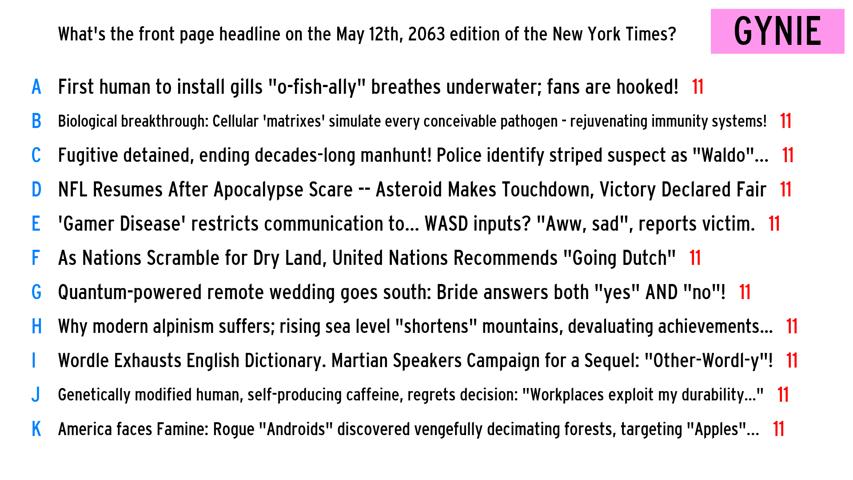 What's the front page headline on the May 12th, 2063 edition of the New York Times?
GYNIE
A First human to install gills "o-fish-ally" breathes underwater; fans are hooked! 11
B Biological breakthrough: Cellular 'matrixes' simulate every conceivable pathogen - rejuvenating immunity systems! 11
C Fugitive detained, ending decades-long manhunt! Police identify striped suspect as "Waldo"... 11
D NFL Resumes After Apocalypse Scare -- Asteroid Makes Touchdown, Victory Declared Fair 11
E 'Gamer Disease' restricts communication to... WASD inputs? "Aww, sad", reports victim. 11
F As Nations Scramble for Dry Land, United Nations Recommends "Going Dutch" 11
G Quantum-powered remote wedding goes south: Bride answers both "yes" AND "no"! 11
H Why modern alpinism suffers; rising sea level "shortens" mountains, devaluating achievements... 11
I Wordle Exhausts English Dictionary. Martian Speakers Campaign for a Sequel: "Other-Wordl-y"! 11
J Genetically modified human, self-producing caffeine, regrets decision: "Workplaces exploit my durability..." 11
K America faces Famine: Rogue "Androids" discovered vengefully decimating forests, targeting "Apples"... 11